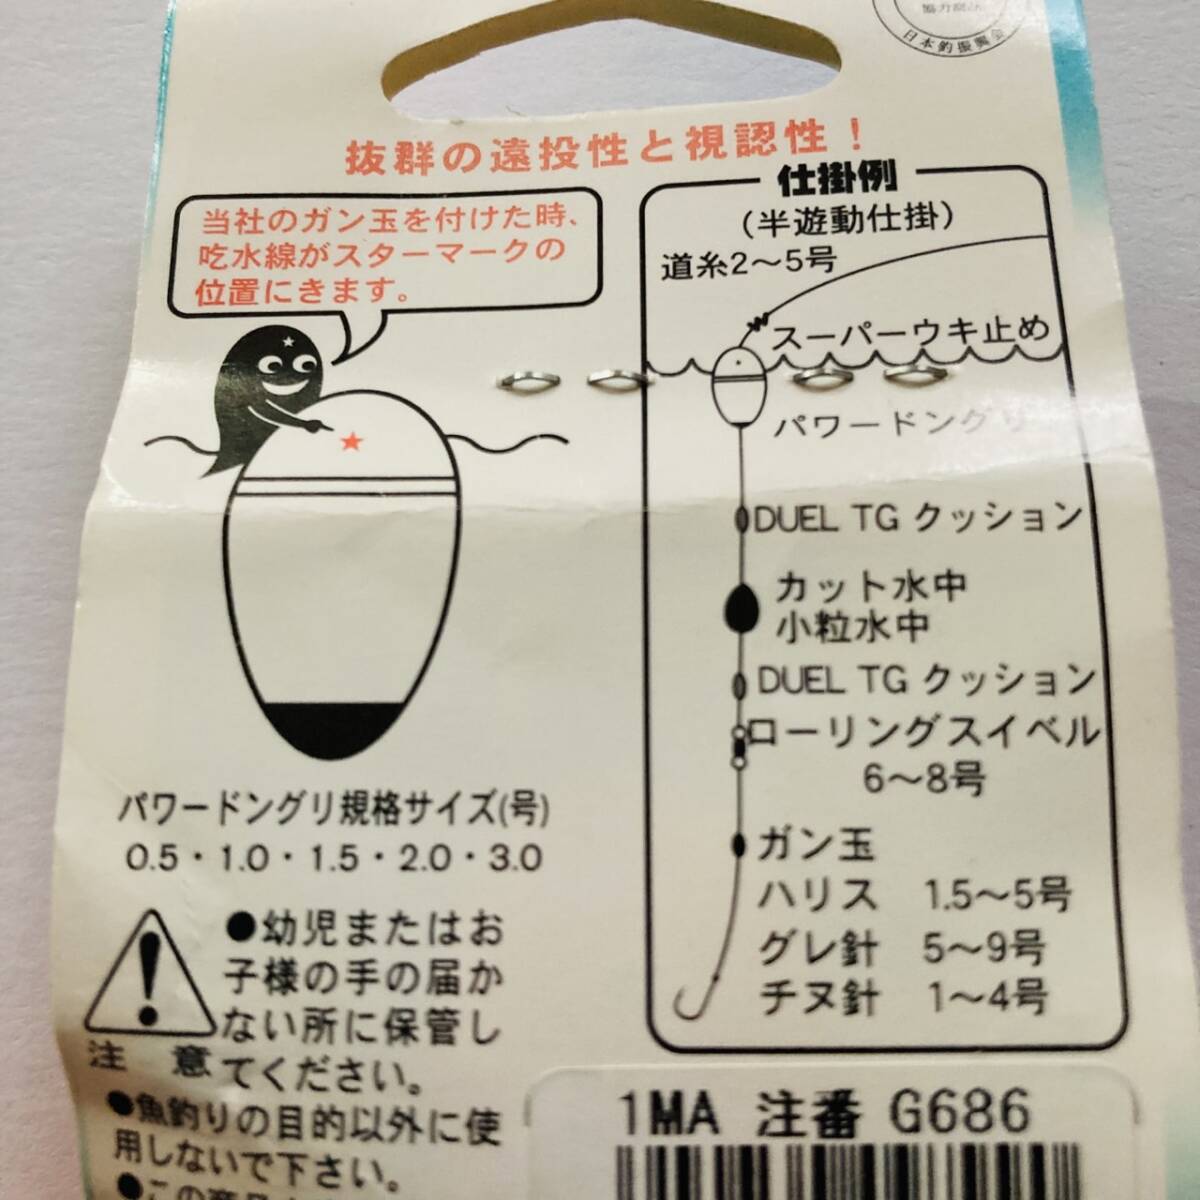 日本釣振興会
抜群の遠投性と視認性！
当社のガン玉を付けた時、
吃水線がスターマークの
位置にきます。
仕掛例
(半遊動仕掛)
道糸2〜5号
スーパーウキ止め
パワードングリ
DUEL TG クッション
カット水中
小粒水中
DUEL TG クッション
ローリングスイベル
6〜8号
ガン玉
ハリス 1.5〜5号
グレ針 5〜9号
チヌ針 1〜4号
パワードングリ規格サイズ(号)
0.5・1.0・1.5・2.0・3.0
注 意
●幼児またはお
子様の手の届か
ない所に保管し
てください。
●魚釣りの目的以外に使
用しないで下さい。
●この商品
1MA 注番 G686